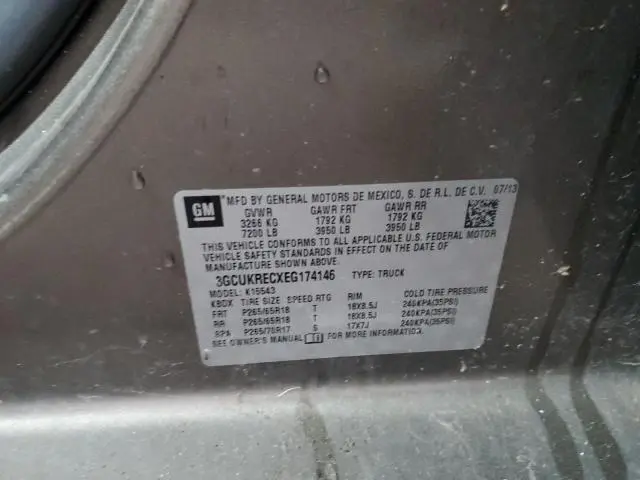 GM
MFD BY GENERAL MOTORS DE MEXICO, S. DE R.L. DE C.V. 07/13
GVWR GAWR FRT GAWR RR
3266 KG 1792 KG 1792 KG
7200 LB 3950 LB 3950 LB
THIS VEHICLE CONFORMS TO ALL APPLICABLE U.S. FEDERAL MOTOR
VEHICLE SAFETY STANDARDS IN EFFECT ON THE DATE OF
MANUFACTURE SHOWN ABOVE.
3GCUKRECXEG174146 TYPE: TRUCK
MODEL: K15543
KBDX TIRE SIZE SPEED RTG RIM COLD TIRE PRESSURE
FRT P265/65R18 T 18X8.5J 240KPA(35PSI)
RR P265/65R18 T 18X8.5J 240KPA(35PSI)
SPA P265/70R17 S 17X7J 240KPA(35PSI)
SEE OWNER'S MANUAL FOR MORE INFORMATION.